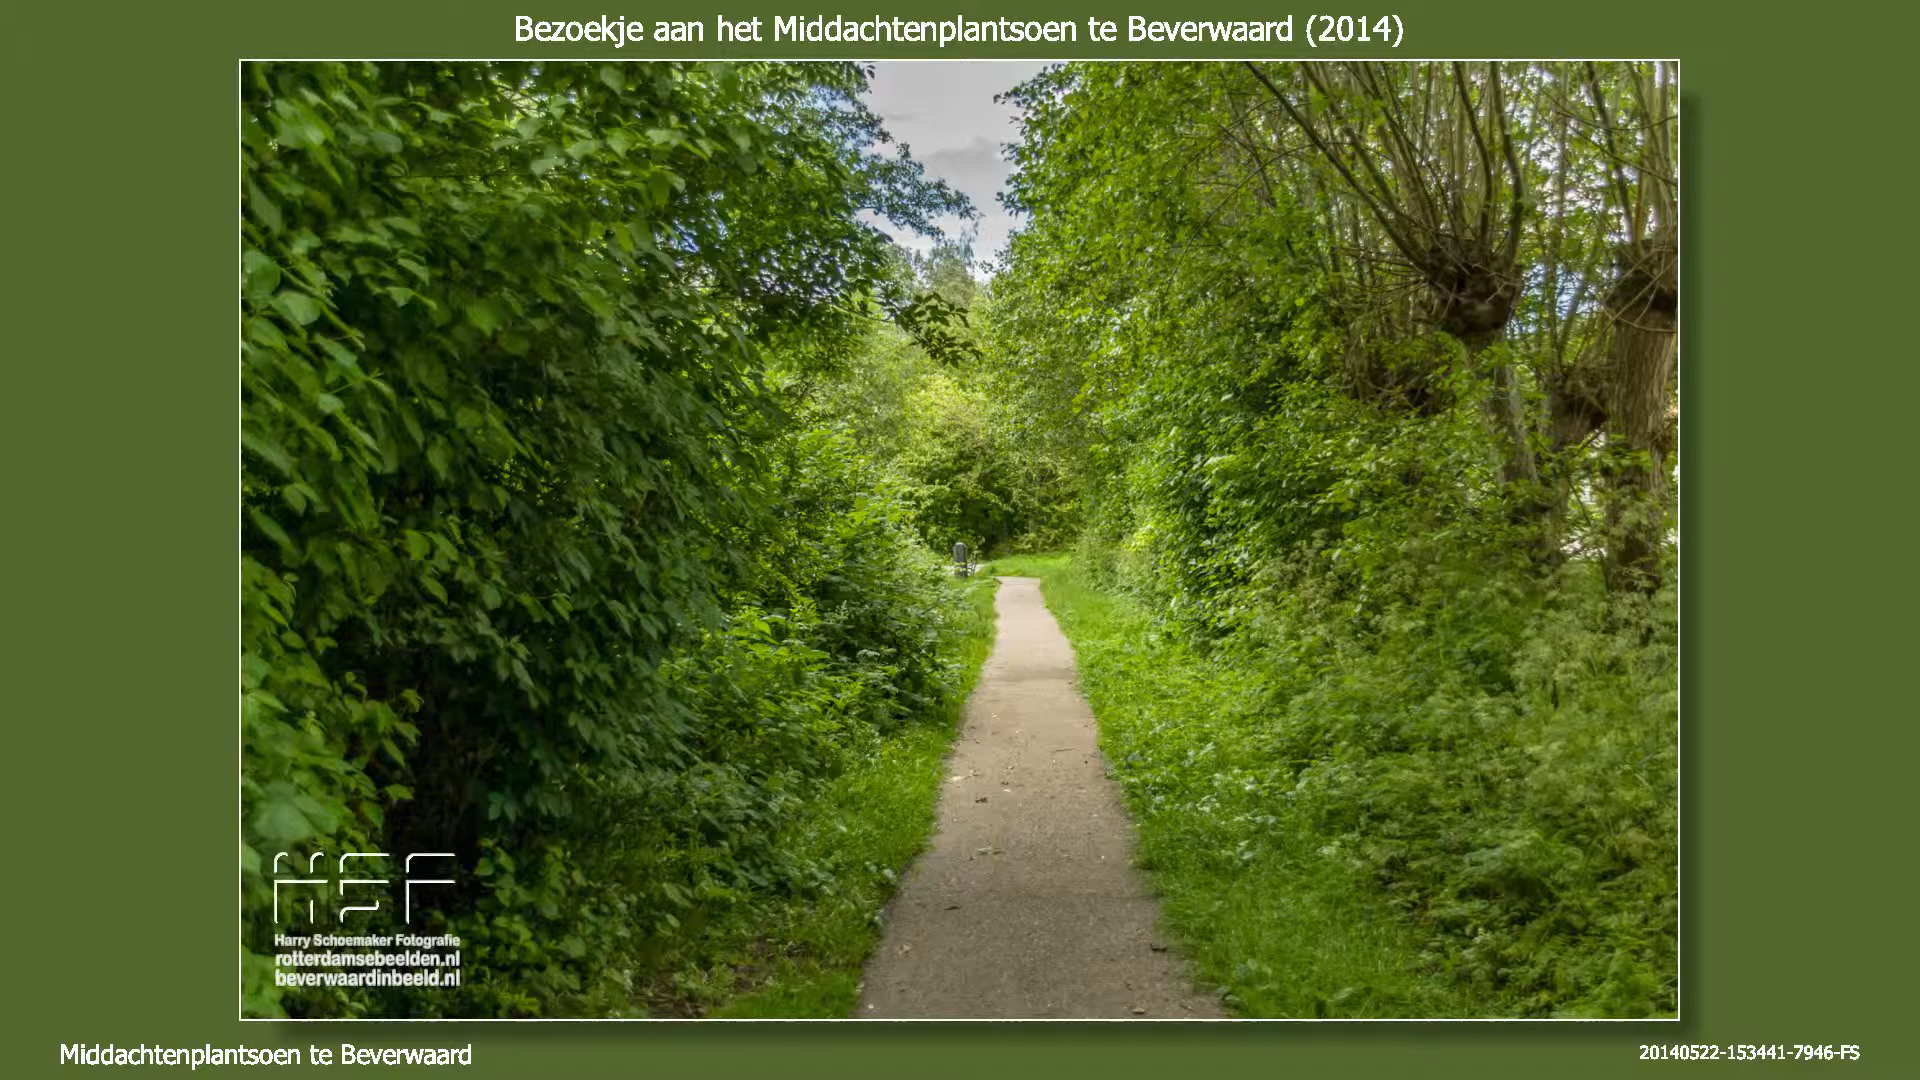 Bezoekje aan het Middachtenplantsoen te Beverwaard (2014)
HSF
Harry Schoemaker Fotografie
rotterdamsebeelden.nl
beverwaardinbeeld.nl
Middachtenplantsoen te Beverwaard
20140522-153441-7946-FS